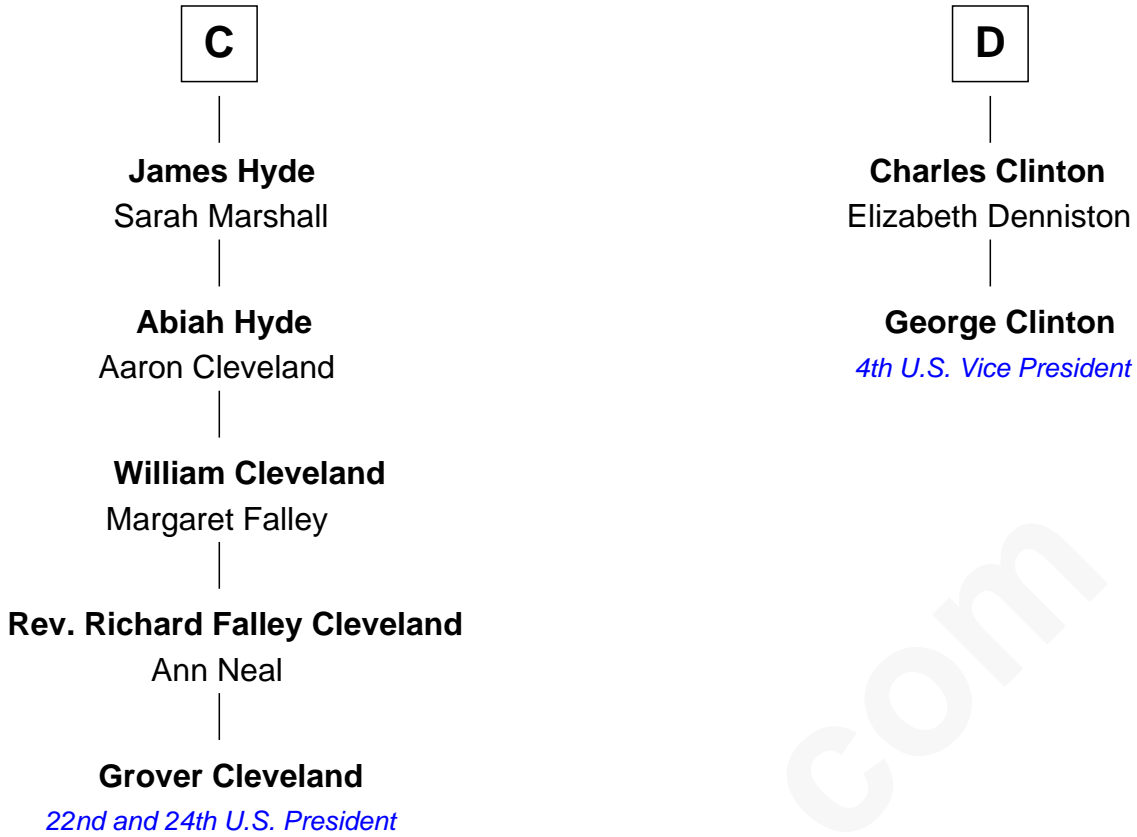 C
James Hyde
Sarah Marshall
Abiah Hyde
Aaron Cleveland
William Cleveland
Margaret Falley
Rev. Richard Falley Cleveland
Ann Neal
Grover Cleveland
22nd and 24th U.S. President
D
Charles Clinton
Elizabeth Denniston
George Clinton
4th U.S. Vice President
com